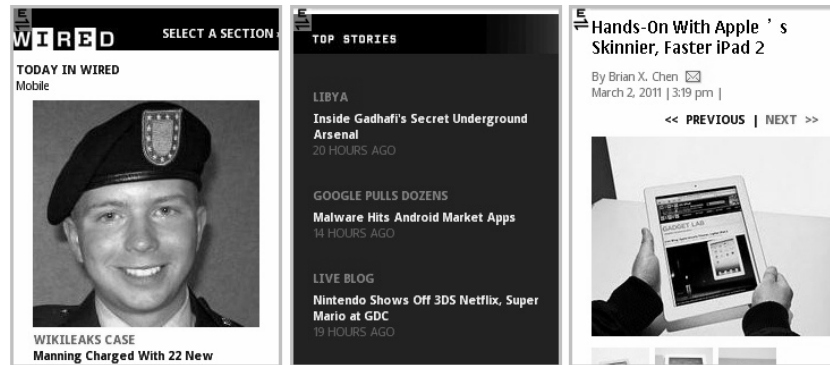 E
WIRED
SELECT A SECTION
TODAY IN WIRED
Mobile
WIKILEAKS CASE
Manning Charged With 22 New
E
TOP STORIES
LIBYA
Inside Gadhafi's Secret Underground
Arsenal
20 HOURS AGO
GOOGLE PULLS DOZENS
Malware Hits Android Market Apps
14 HOURS AGO
LIVE BLOG
Nintendo Shows Off 3DS Netflix, Super
Mario at GDC
19 HOURS AGO
E
Hands-On With Apple ’ s
Skinnier, Faster iPad 2
By Brian X. Chen
March 2, 2011 | 3:19 pm |
<< PREVIOUS | NEXT >>
GADGET LAB